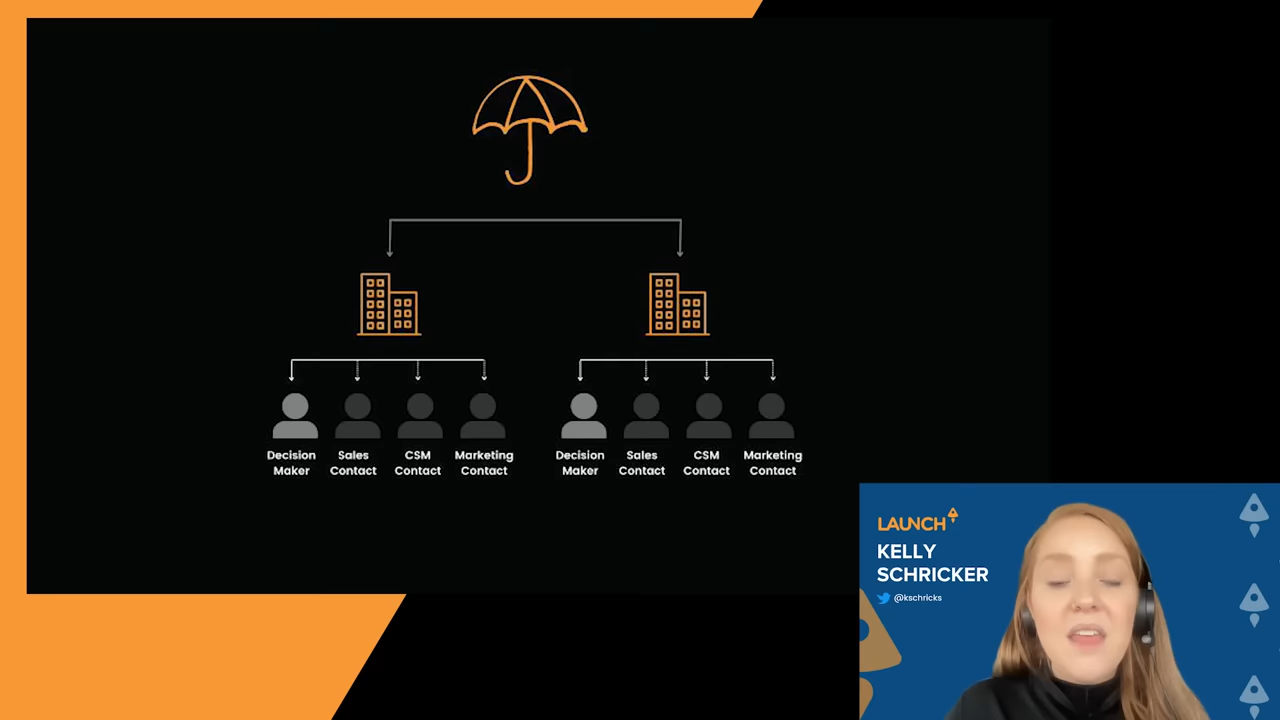 Decision Maker
Sales Contact
CSM Contact
Marketing Contact
Decision Maker
Sales Contact
CSM Contact
Marketing Contact
LAUNCH
KELLY
SCHRICKER
@kschricks